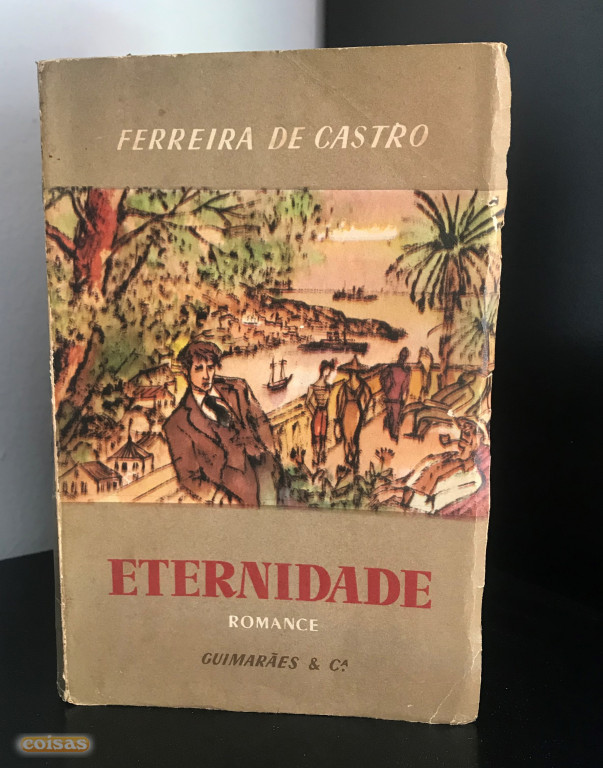 FERREIRA DE CASTRO
ETERNIDADE
ROMANCE
GUIMARÃES & Cª.
coisas